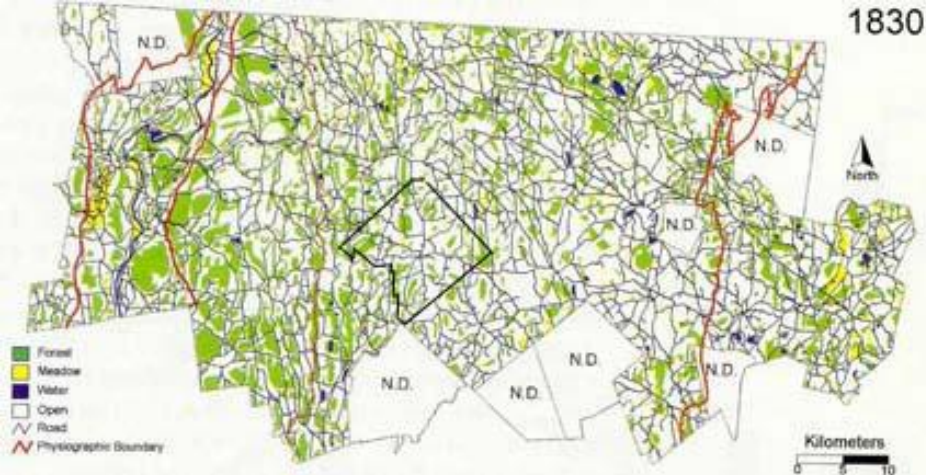 1830
N.D.
N.D.
North
N.D.
N.D.
N.D.
N.D.
N.D.
Forest
Meadow
Water
Open
Road
Physiographic Boundary
Kilometers
0 5 10